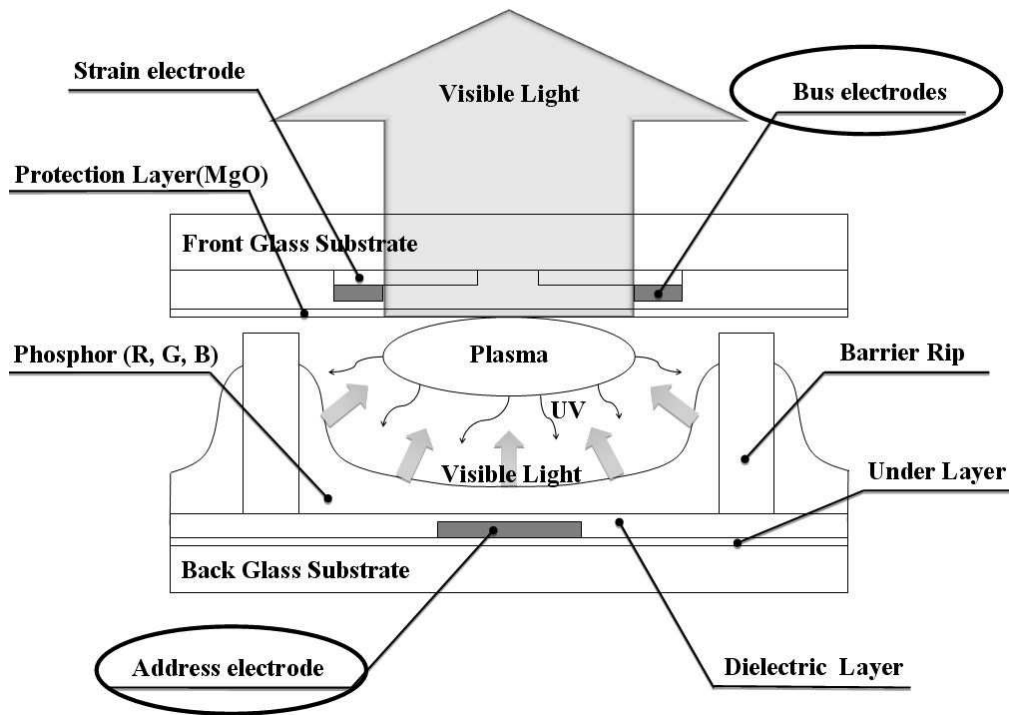 Strain electrode
Visible Light
Bus electrodes
Protection Layer(MgO)
Front Glass Substrate
Phosphor (R, G, B)
Plasma
Barrier Rip
UV
Visible Light
Under Layer
Back Glass Substrate
Address electrode
Dielectric Layer